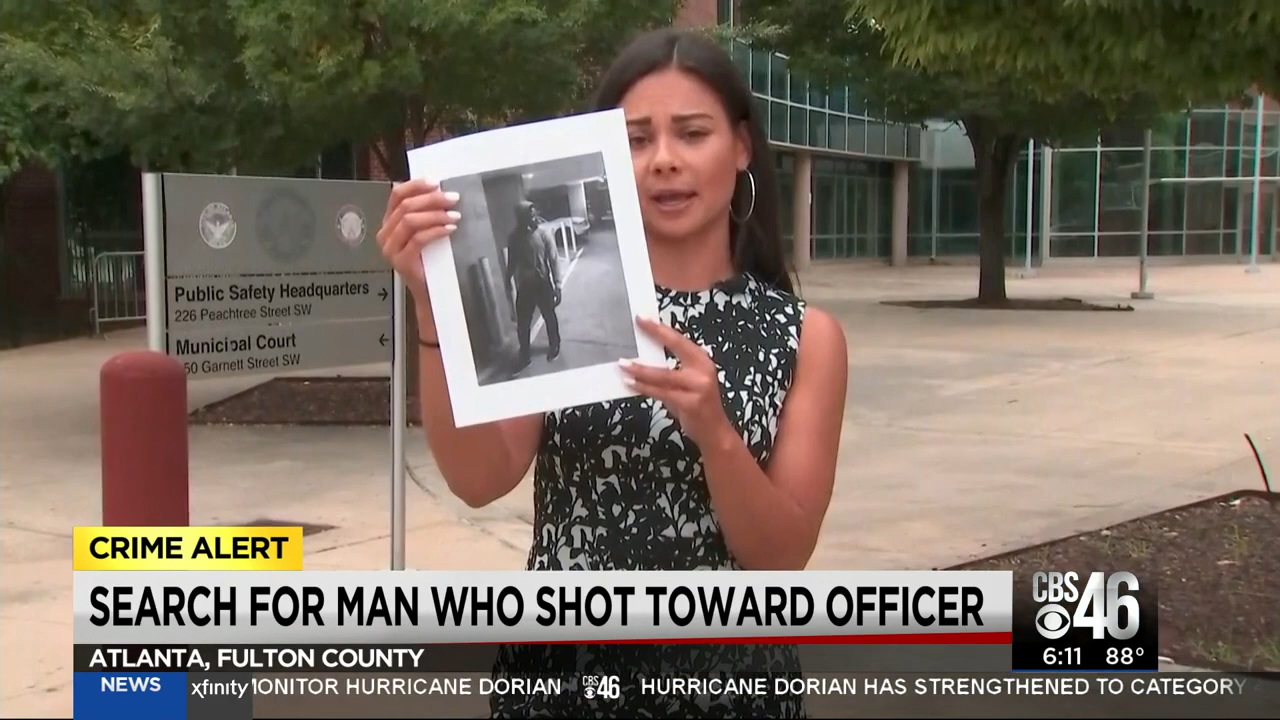 Public Safety Headquarters →
226 Peachtree Street SW
Municipal Court ←
50 Garnett Street SW
CRIME ALERT
SEARCH FOR MAN WHO SHOT TOWARD OFFICER
CBS 46
ATLANTA, FULTON COUNTY
6:11 88°
NEWS xfinity ONITOR HURRICANE DORIAN CBS 46 HURRICANE DORIAN HAS STRENGTHENED TO CATEGORY